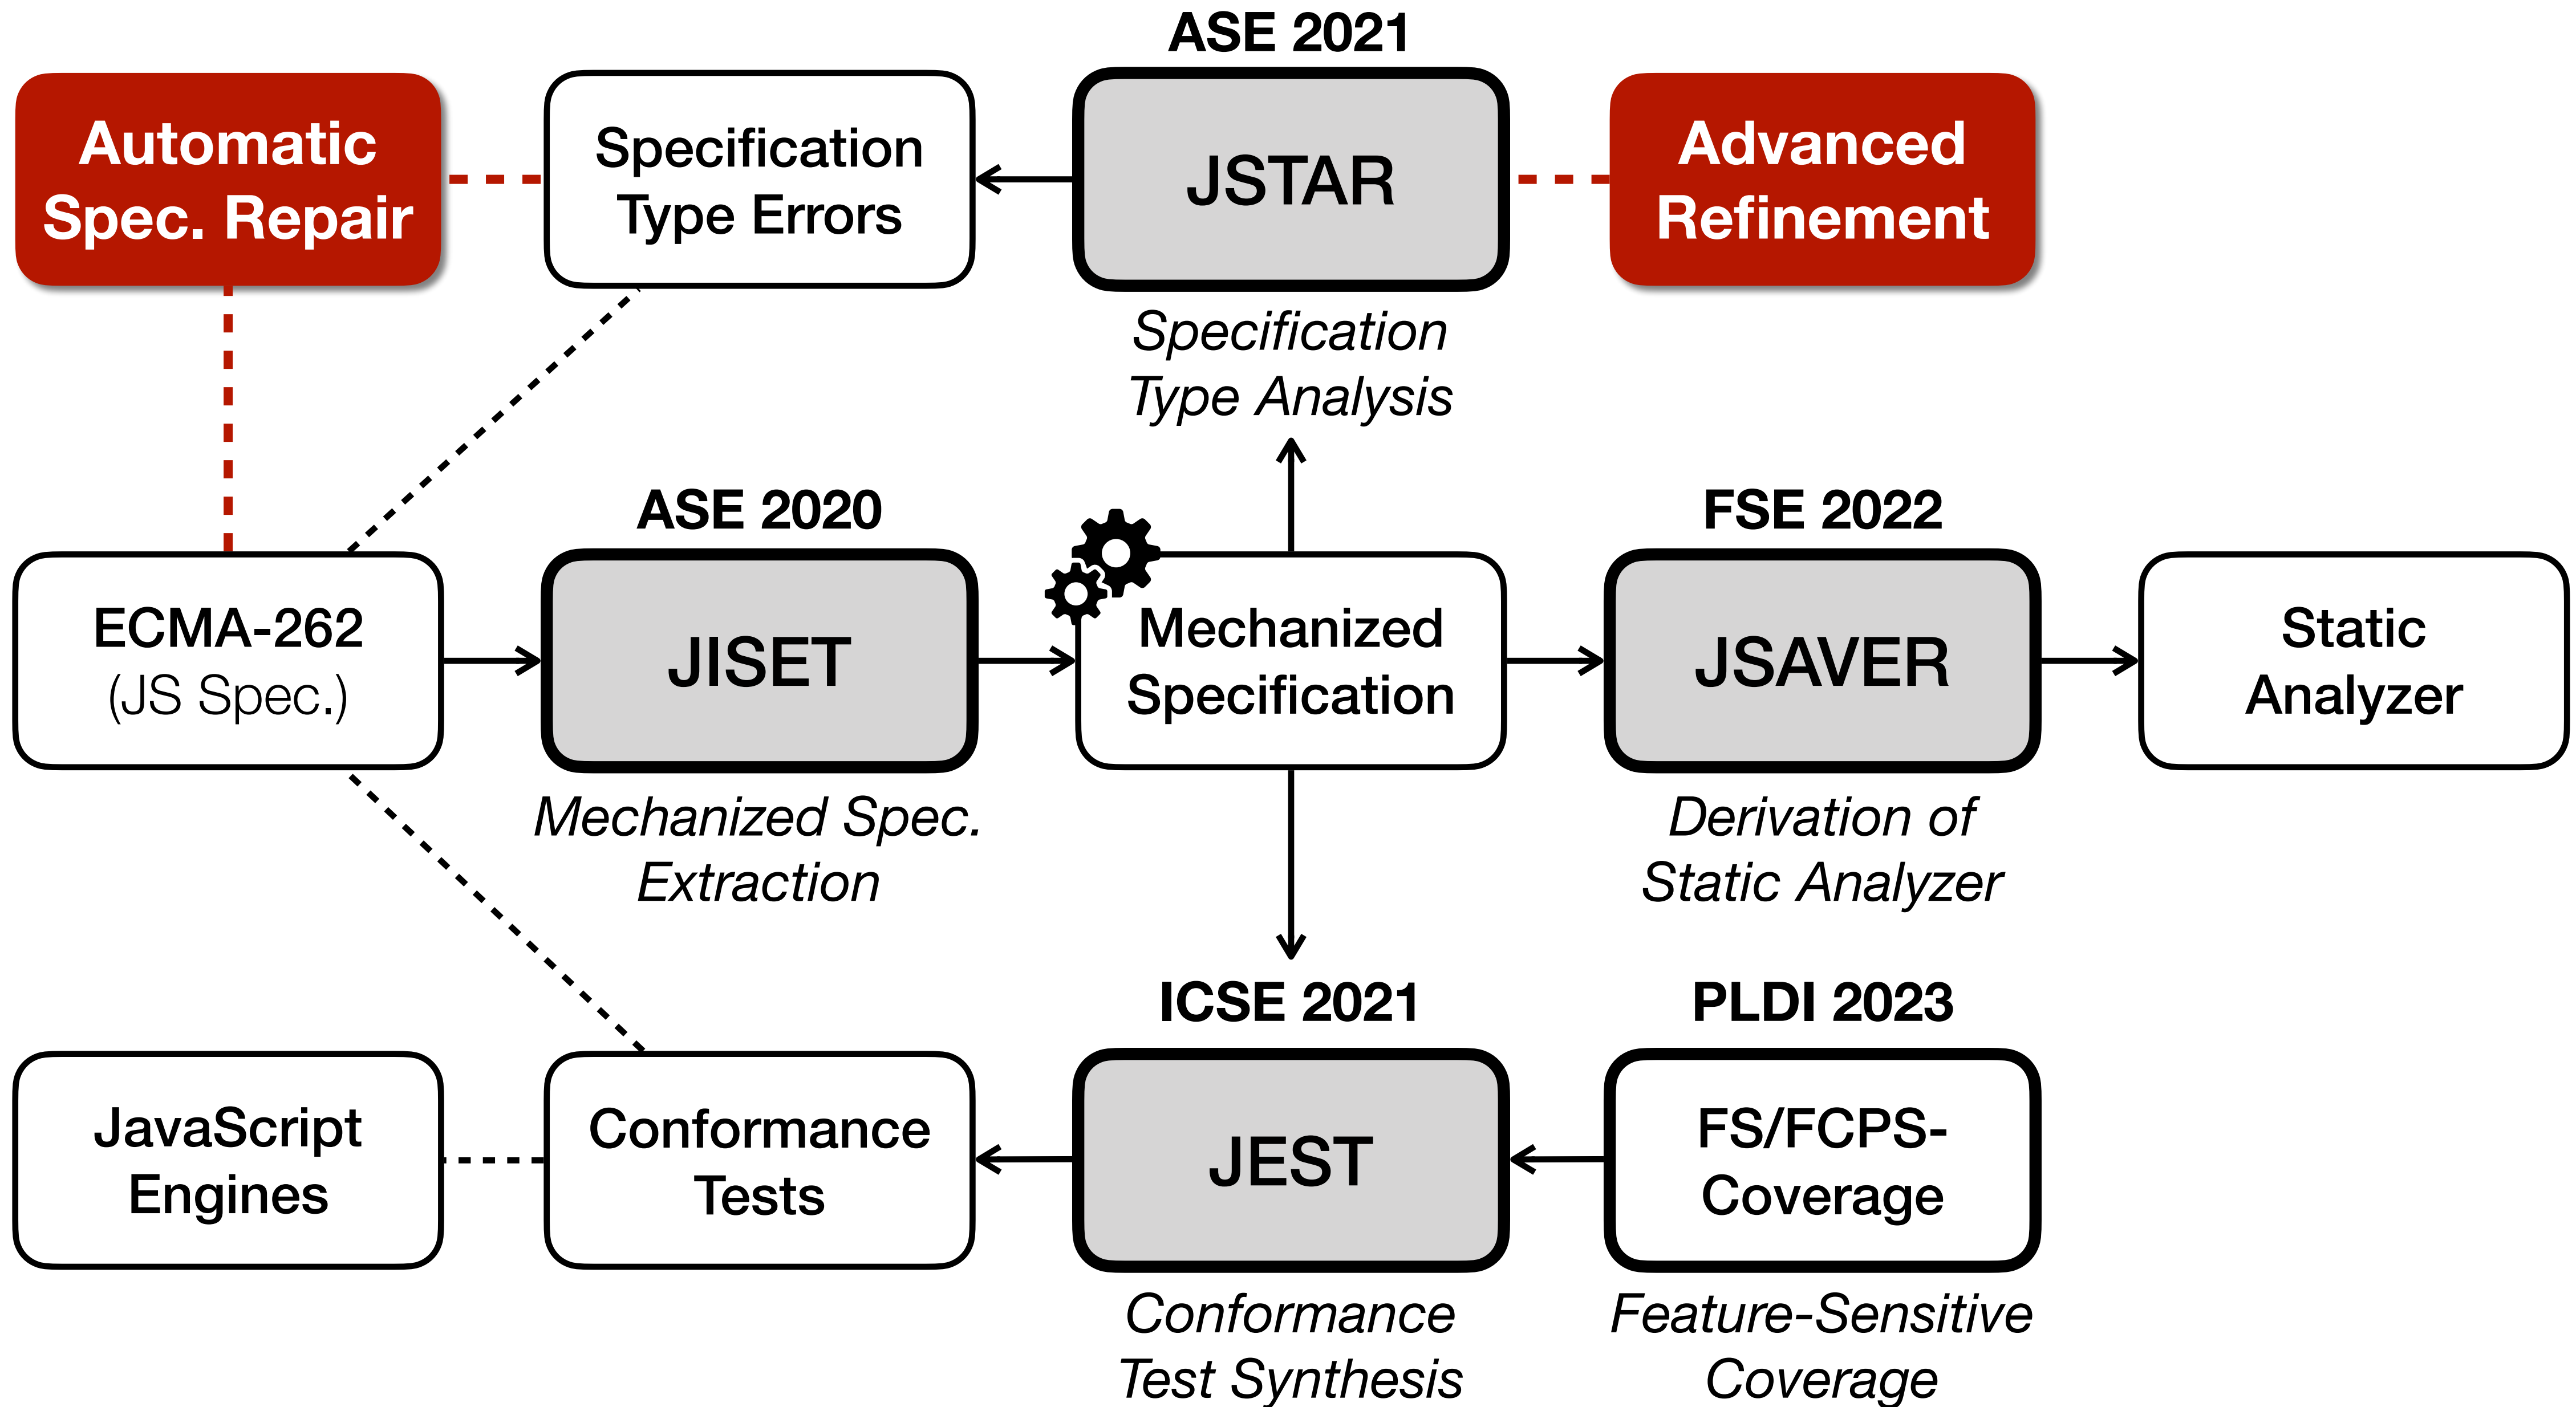 ASE 2021
Automatic
Spec. Repair
Specification
Type Errors
JSTAR
Advanced
Refinement
Specification
Type Analysis
ASE 2020
FSE 2022
ECMA-262
(JS Spec.)
JISET
Mechanized
Specification
JSAVER
Static
Analyzer
Mechanized Spec.
Extraction
Derivation of
Static Analyzer
ICSE 2021
PLDI 2023
JavaScript
Engines
Conformance
Tests
JEST
FS/FCPS-
Coverage
Conformance
Test Synthesis
Feature-Sensitive
Coverage